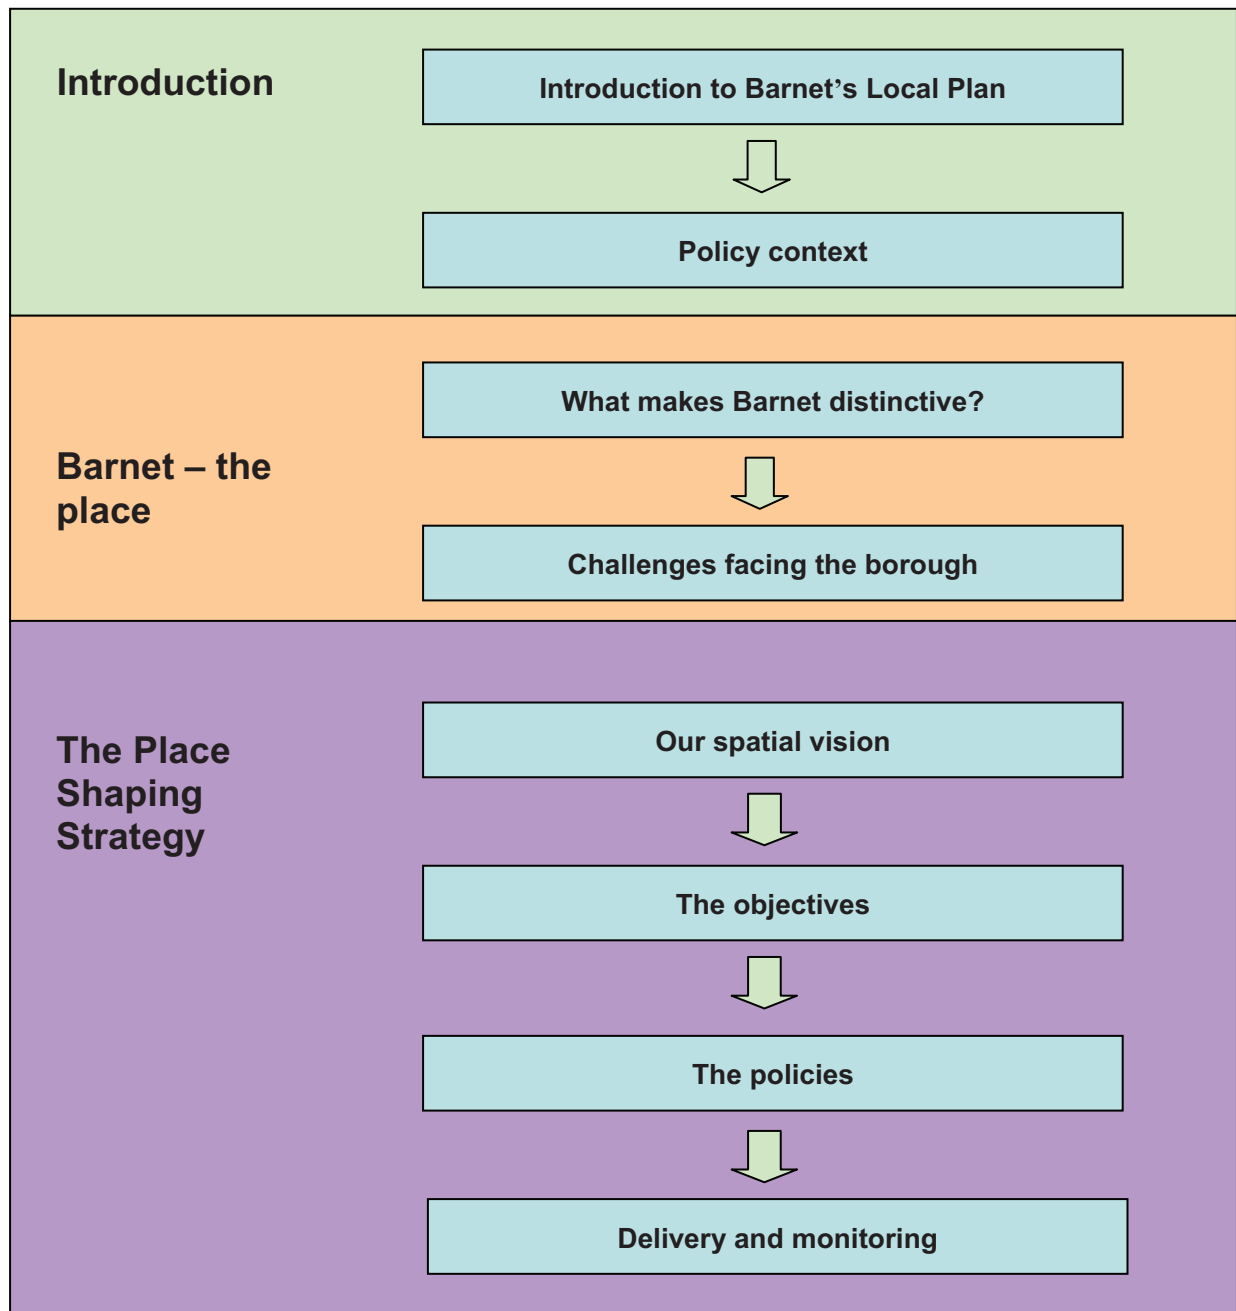 Introduction
Introduction to Barnet’s Local Plan
Policy context
Barnet – the
place
What makes Barnet distinctive?
Challenges facing the borough
The Place
Shaping
Strategy
Our spatial vision
The objectives
The policies
Delivery and monitoring